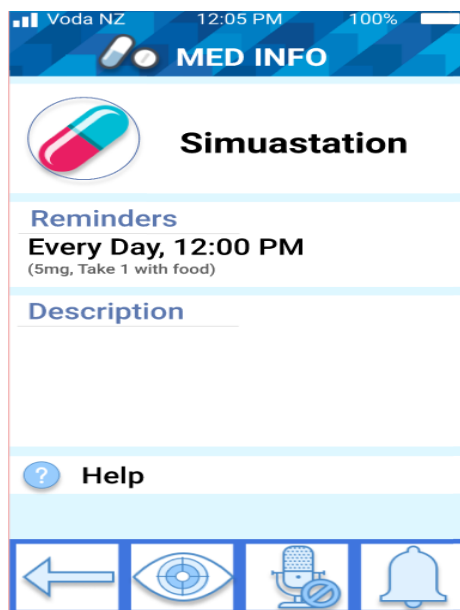 Voda NZ 12:05 PM 100%
MED INFO
Simuastation
Reminders
Every Day, 12:00 PM
(5mg, Take 1 with food)
Description
? Help